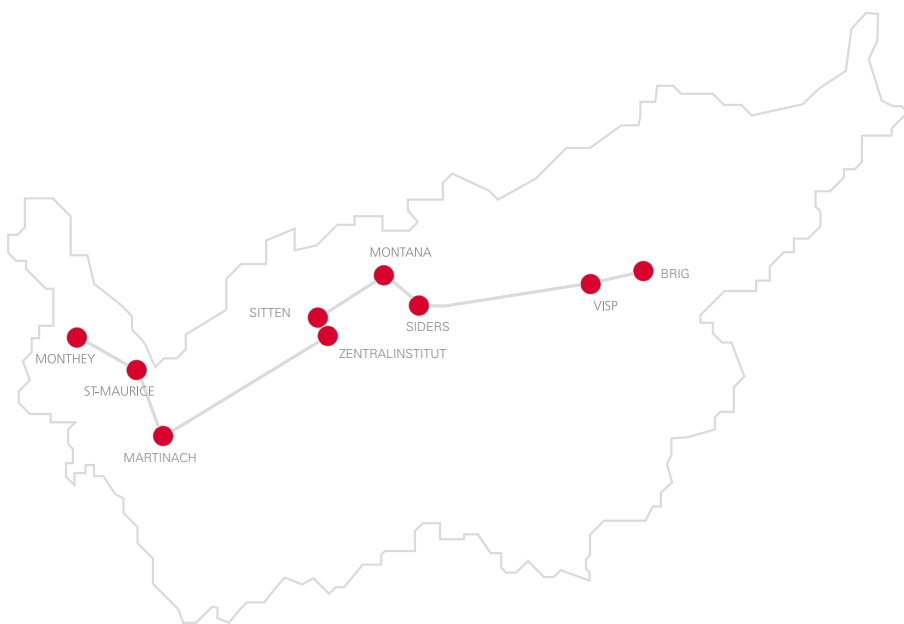 MONTANA
BRIG
VISP
SITTEN
SIDERS
ZENTRALINSTITUT
MONTHEY
ST-MAURICE
MARTINACH